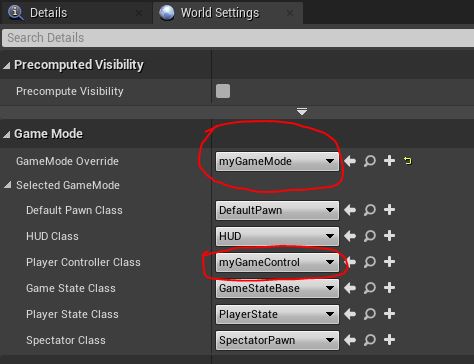 Details
World Settings
Search Details
Precomputed Visibility
Precompute Visibility
Game Mode
GameMode Override myGameMode
Selected GameMode
Default Pawn Class DefaultPawn
HUD Class HUD
Player Controller Class myGameControl
Game State Class GameStateBase
Player State Class PlayerState
Spectator Class SpectatorPawn